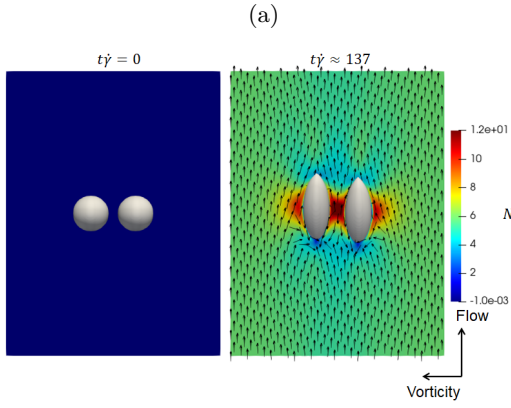 (a)
tγ̇ = 0
tγ̇ ≈ 137
1.2e+01
10
8
6
4
2
-1.0e-03
Flow
Vorticity